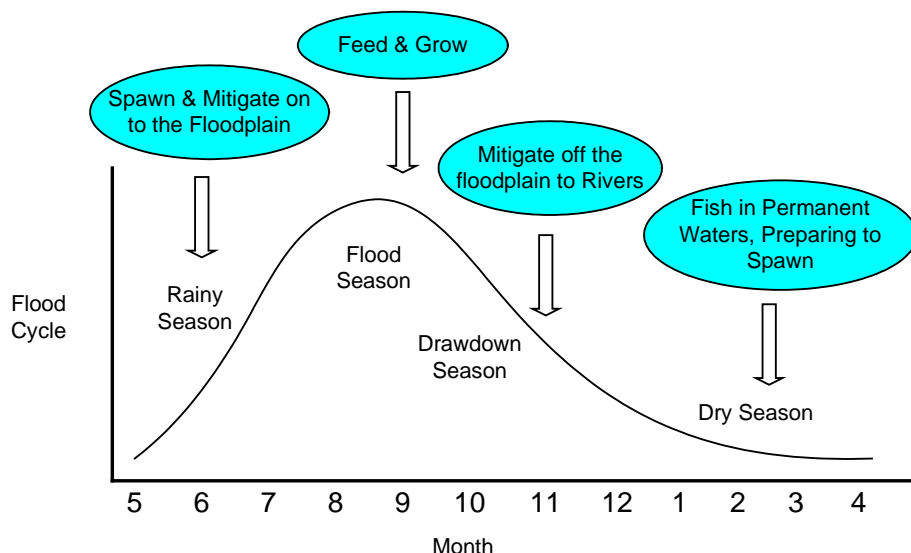 Feed & Grow
Spawn & Mitigate on
to the Floodplain
Mitigate off the
floodplain to Rivers
Fish in Permanent
Waters, Preparing to
Spawn
Flood
Season
Rainy
Season
Flood
Cycle
Drawdown
Season
Dry Season
5 6 7 8 9 10 11 12 1 2 3 4
Month